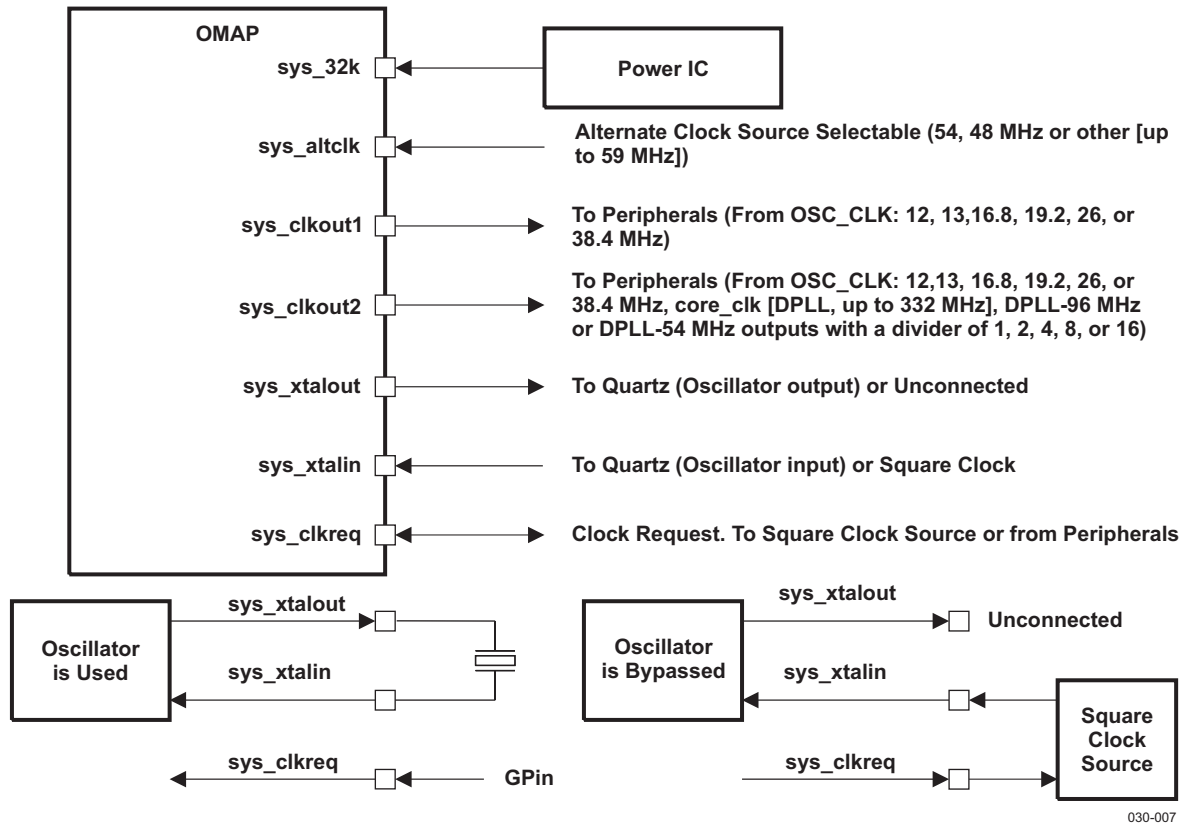 OMAP
sys_32k
Power IC
sys_altclk
Alternate Clock Source Selectable (54, 48 MHz or other [up
to 59 MHz])
sys_clkout1
To Peripherals (From OSC_CLK: 12, 13,16.8, 19.2, 26, or
38.4 MHz)
sys_clkout2
To Peripherals (From OSC_CLK: 12,13, 16.8, 19.2, 26, or
38.4 MHz, core_clk [DPLL, up to 332 MHz], DPLL-96 MHz
or DPLL-54 MHz outputs with a divider of 1, 2, 4, 8, or 16)
sys_xtalout
To Quartz (Oscillator output) or Unconnected
sys_xtalin
To Quartz (Oscillator input) or Square Clock
sys_clkreq
Clock Request. To Square Clock Source or from Peripherals
Oscillator
is Used
sys_xtalout
sys_xtalin
sys_clkreq
GPin
Oscillator
is Bypassed
sys_xtalout
Unconnected
sys_xtalin
sys_clkreq
Square
Clock
Source
030-007